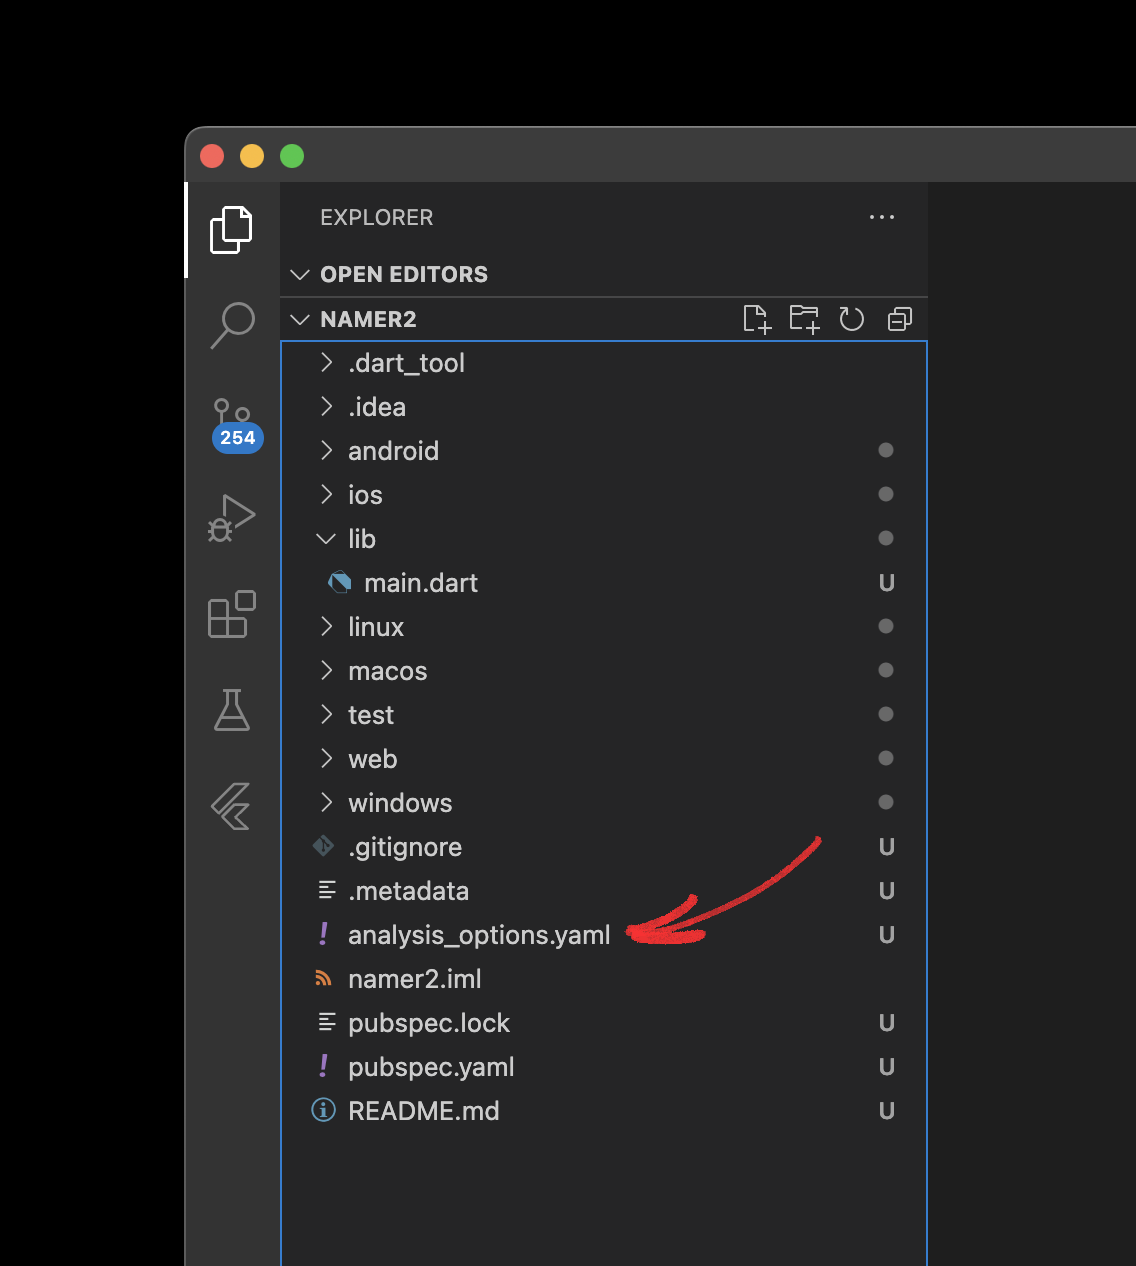 EXPLORER
OPEN EDITORS
NAMER2
.dart_tool
.idea
254
android
ios
lib
main.dart U
linux
macos
test
web
windows
.gitignore U
.metadata U
! analysis_options.yaml U
namer2.iml
pubspec.lock U
! pubspec.yaml U
README.md U